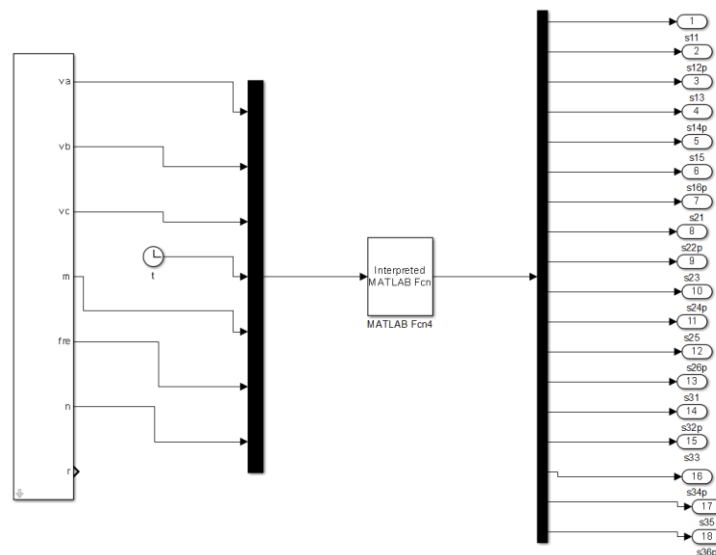 va
vb
vc
t
m
fre
n
r
Interpreted
MATLAB Fcn
MATLAB Fcn4
1
s11
2
s12p
3
s13
4
s14p
5
s15
6
s16p
7
s21
8
s22p
9
s23
10
s24p
11
s25
12
s26p
13
s31
14
s32p
15
s33
16
s34p
17
s35
18
s36p